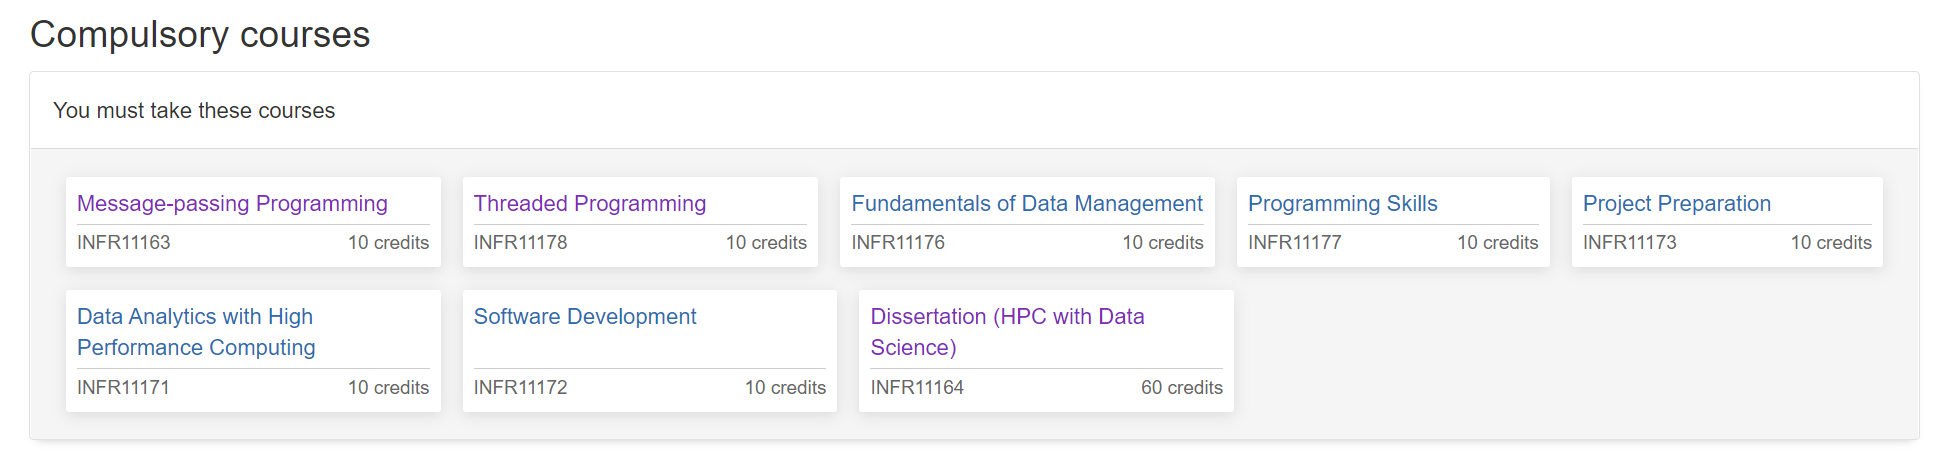 Compulsory courses
You must take these courses
Message-passing Programming
INFR11163 10 credits
Threaded Programming
INFR11178 10 credits
Fundamentals of Data Management
INFR11176 10 credits
Programming Skills
INFR11177 10 credits
Project Preparation
INFR11173 10 credits
Data Analytics with High
Performance Computing
INFR11171 10 credits
Software Development
INFR11172 10 credits
Dissertation (HPC with Data
Science)
INFR11164 60 credits